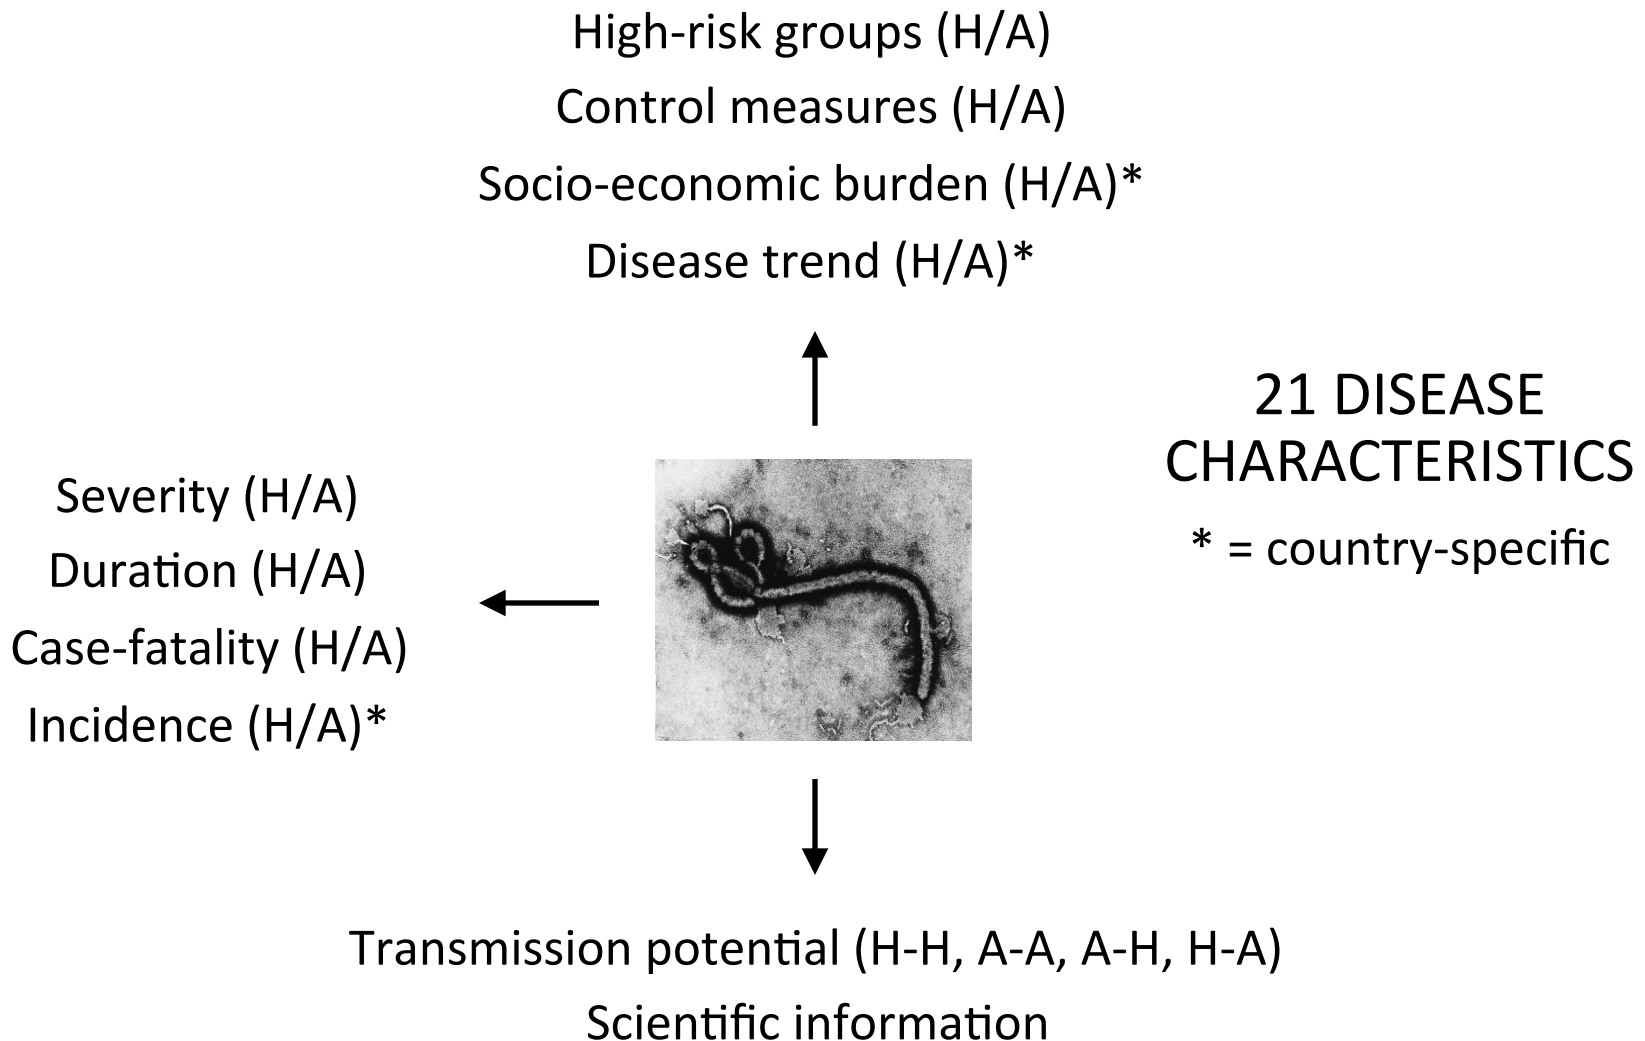 High-risk groups (H/A)
Control measures (H/A)
Socio-economic burden (H/A)*
Disease trend (H/A)*
21 DISEASE
CHARACTERISTICS
* = country-specific
Severity (H/A)
Duration (H/A)
Case-fatality (H/A)
Incidence (H/A)*
Transmission potential (H-H, A-A, A-H, H-A)
Scientific information